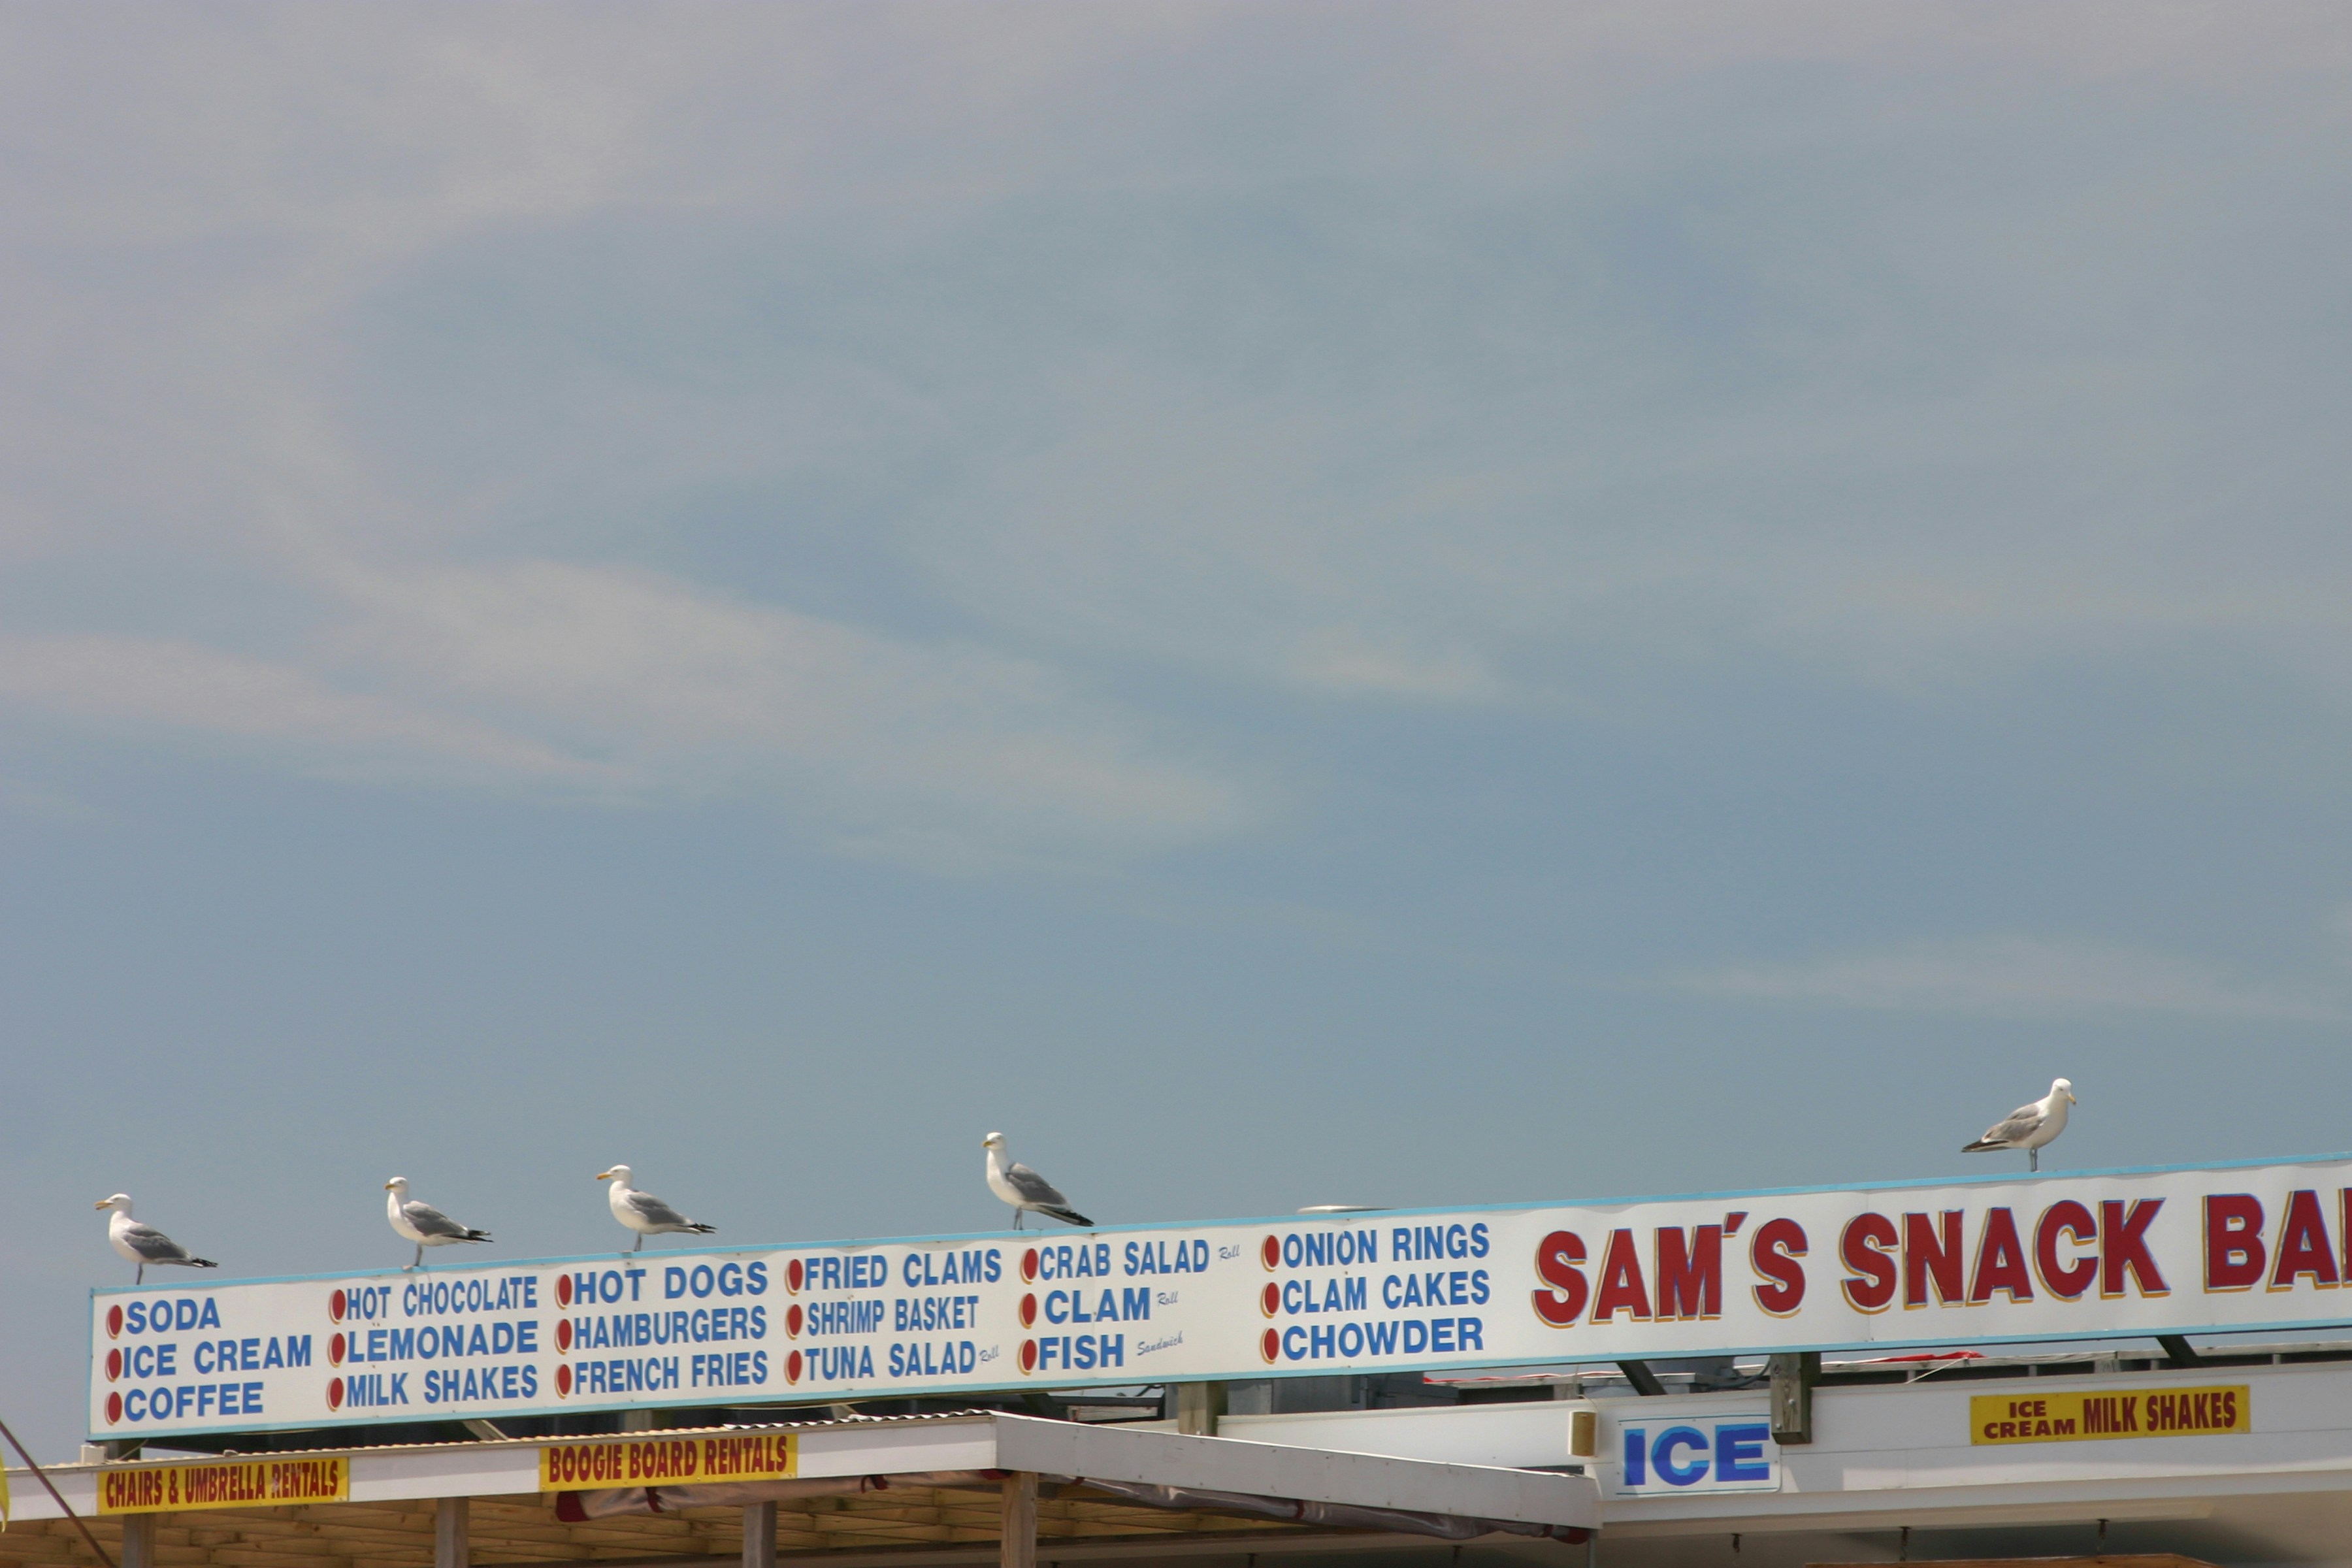 SODA
ICE CREAM
COFFEE
HOT CHOCOLATE
LEMONADE
MILK SHAKES
HOT DOGS
HAMBURGERS
FRENCH FRIES
FRIED CLAMS
SHRIMP BASKET
TUNA SALAD Roll
CRAB SALAD Roll
CLAM Roll
FISH Sandwich
ONION RINGS
CLAM CAKES
CHOWDER
SAM'S SNACK BA
CHAIRS & UMBRELLA RENTALS
BOOGIE BOARD RENTALS
ICE
ICE CREAM MILK SHAKES